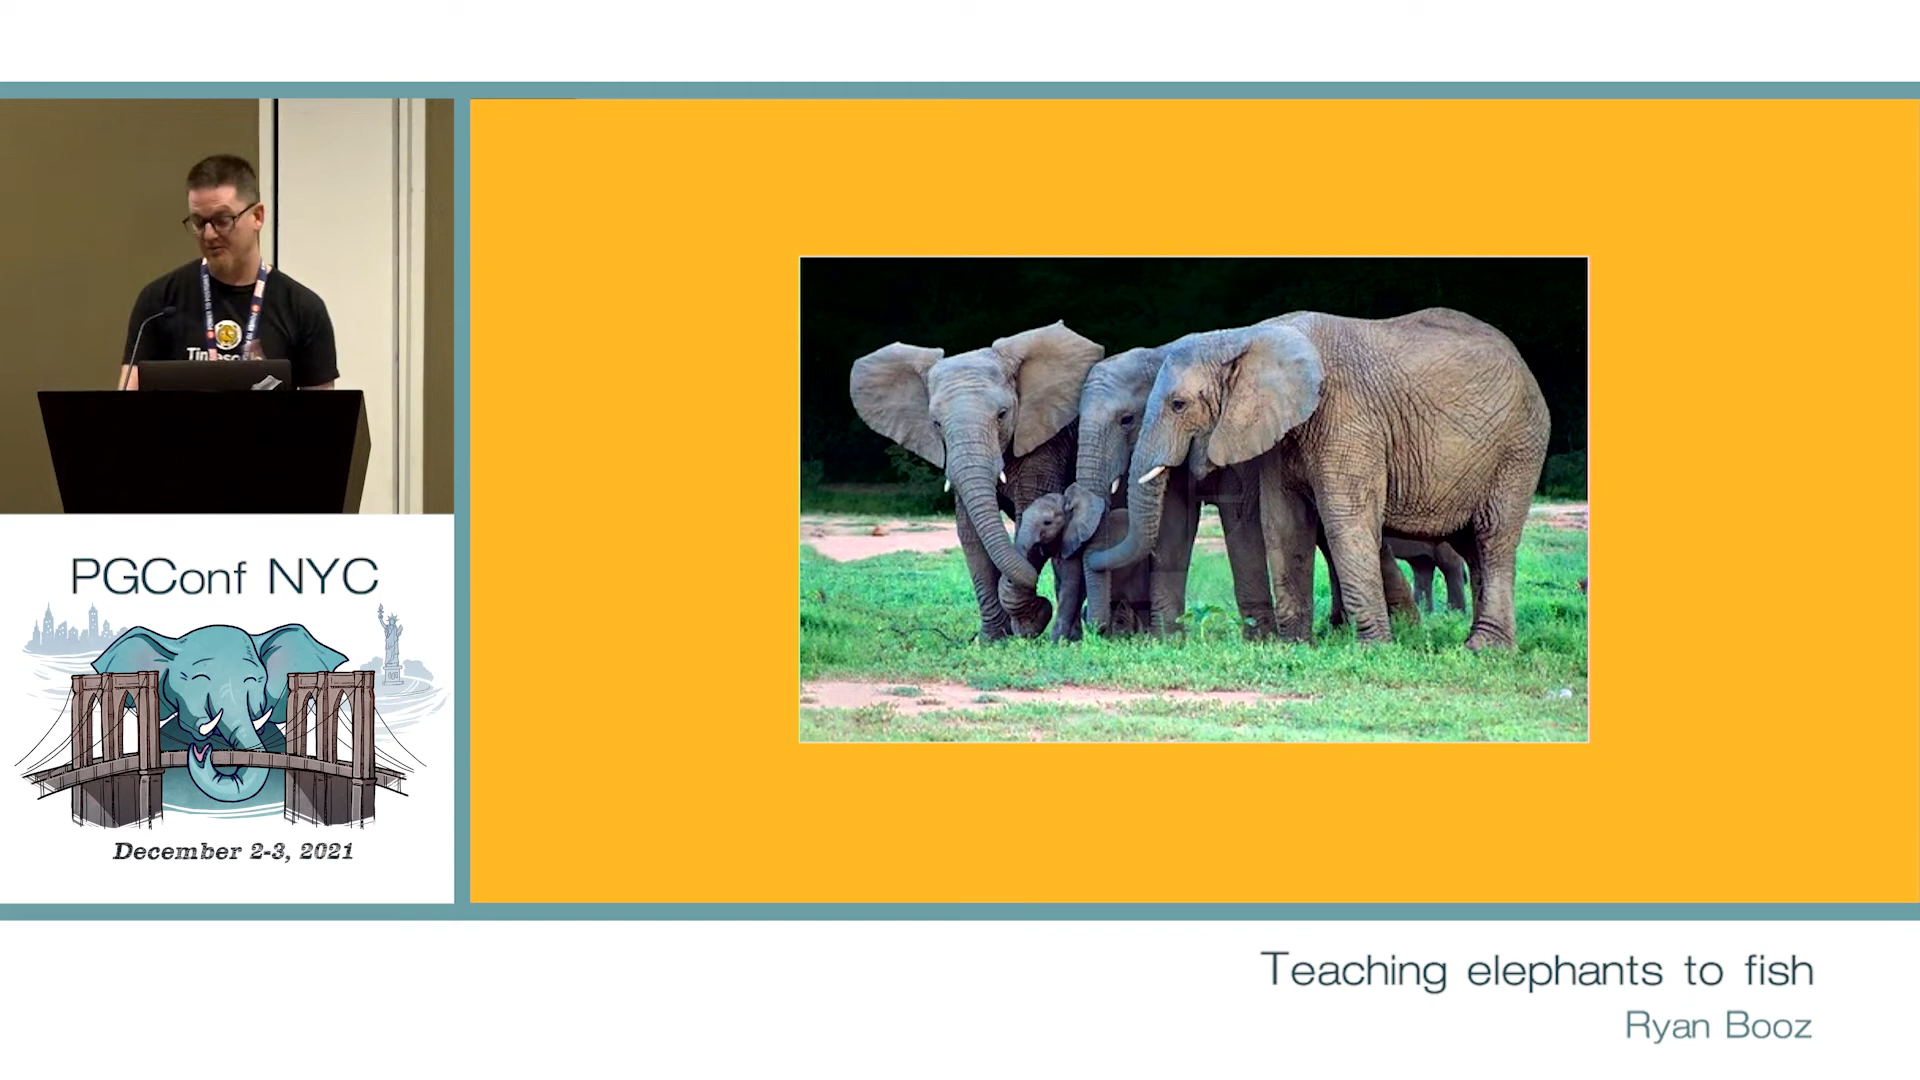 PGConf NYC
December 2-3, 2021
Teaching elephants to fish
Ryan Booz